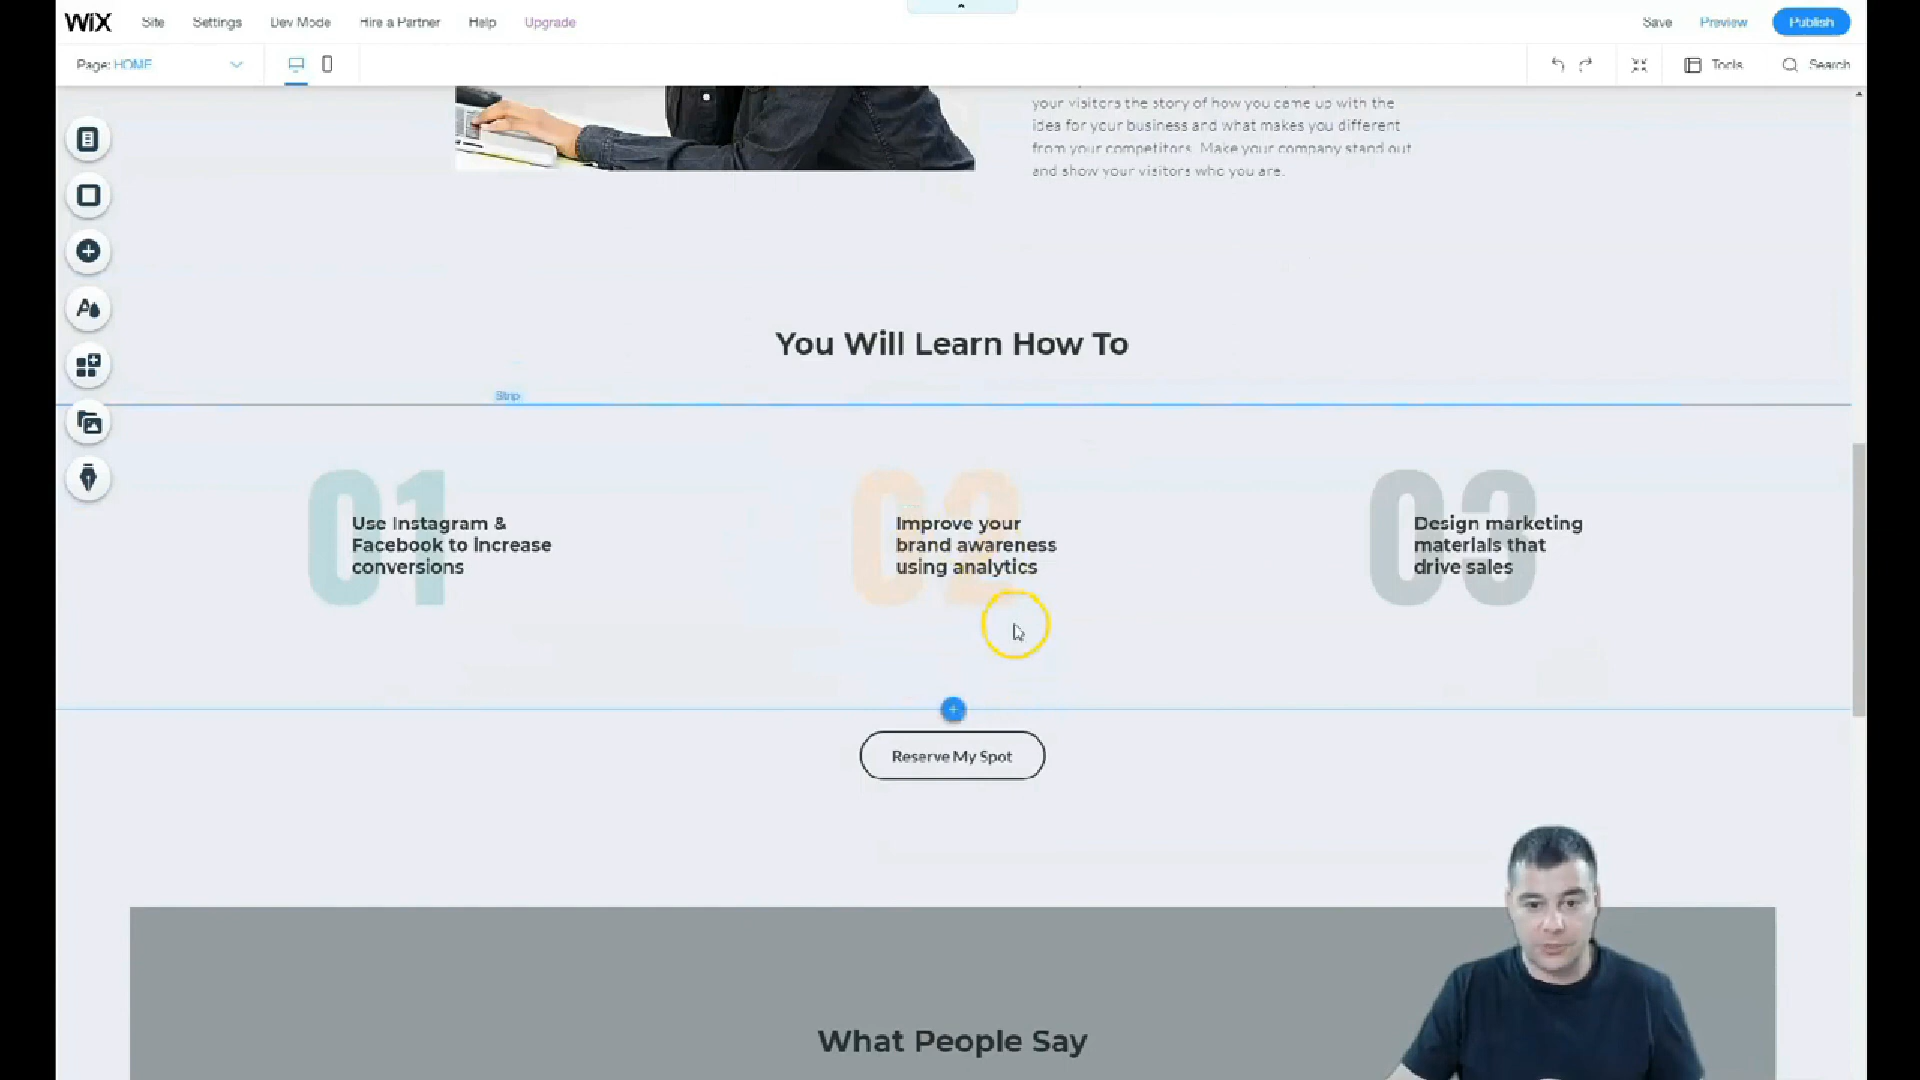 WIX Site Settings Dev Mode Hire a Partner Help Upgrade Save Preview Publish
Page: HOME Tools Search
your visitors the story of how you came up with the
idea for your business and what makes you different
from your competitors. Make your company stand out
and show your visitors who you are.
You Will Learn How To
Strip
01
Use Instagram &
Facebook to increase
conversions
02
Improve your
brand awareness
using analytics
03
Design marketing
materials that
drive sales
Reserve My Spot
What People Say